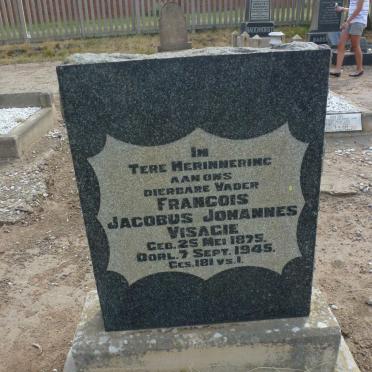 In
Tere Herinnering
aan ons
dierbare Vader
Francois
Jacobus Johannes
Visagie
Geb. 25 Mei 1875.
Oorl. 7 Sept. 1945.
Ges. 181 vs. 1.